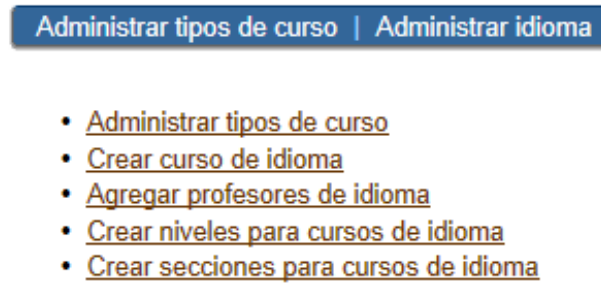 Administrar tipos de curso | Administrar idioma
• Administrar tipos de curso
• Crear curso de idioma
• Agregar profesores de idioma
• Crear niveles para cursos de idioma
• Crear secciones para cursos de idioma